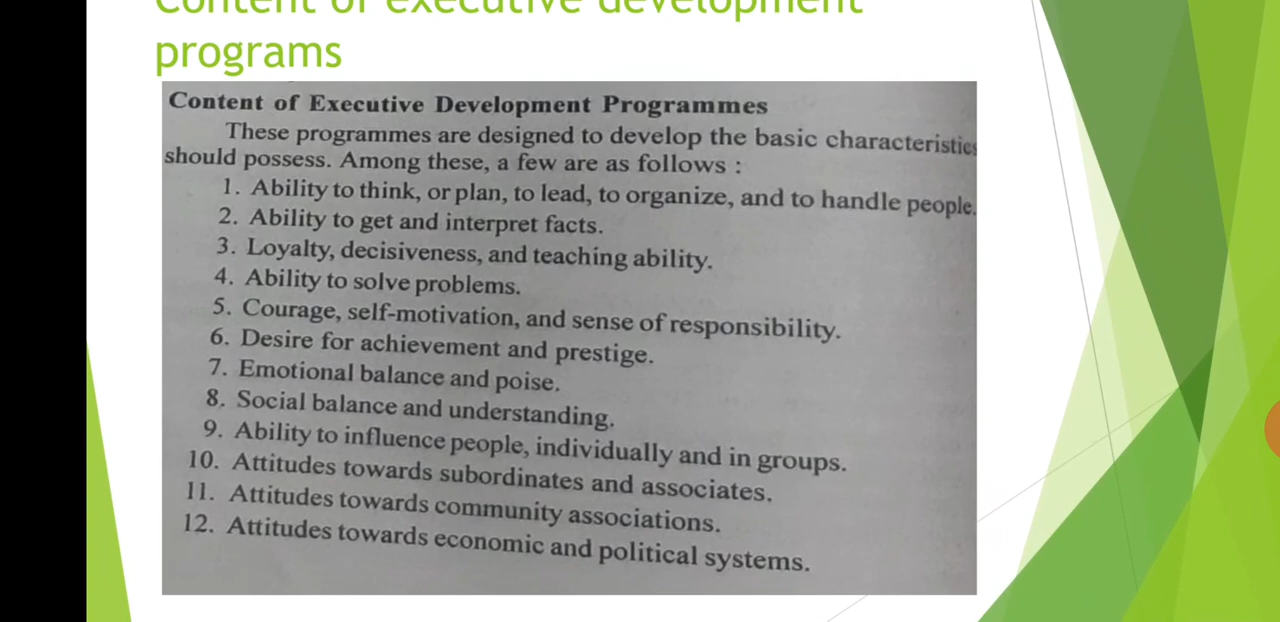 Content of executive development
programs
Content of Executive Development Programmes
These programmes are designed to develop the basic characteristics
should possess. Among these, a few are as follows :
1. Ability to think, or plan, to lead, to organize, and to handle people.
2. Ability to get and interpret facts.
3. Loyalty, decisiveness, and teaching ability.
4. Ability to solve problems.
5. Courage, self-motivation, and sense of responsibility.
6. Desire for achievement and prestige.
7. Emotional balance and poise.
8. Social balance and understanding.
9. Ability to influence people, individually and in groups.
10. Attitudes towards subordinates and associates.
11. Attitudes towards community associations.
12. Attitudes towards economic and political systems.